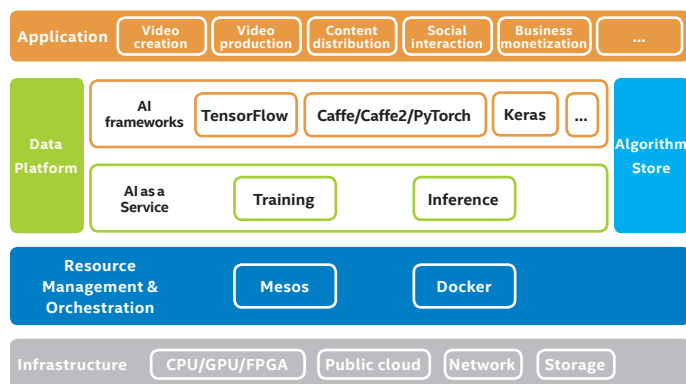 Application
Video
creation
Video
production
Content
distribution
Social
interaction
Business
monetization
...
Data
Platform
AI
frameworks
TensorFlow
Caffe/Caffe2/PyTorch
Keras
...
Algorithm
Store
AI as a
Service
Training
Inference
Resource
Management &
Orchestration
Mesos
Docker
Infrastructure
CPU/GPU/FPGA
Public cloud
Network
Storage